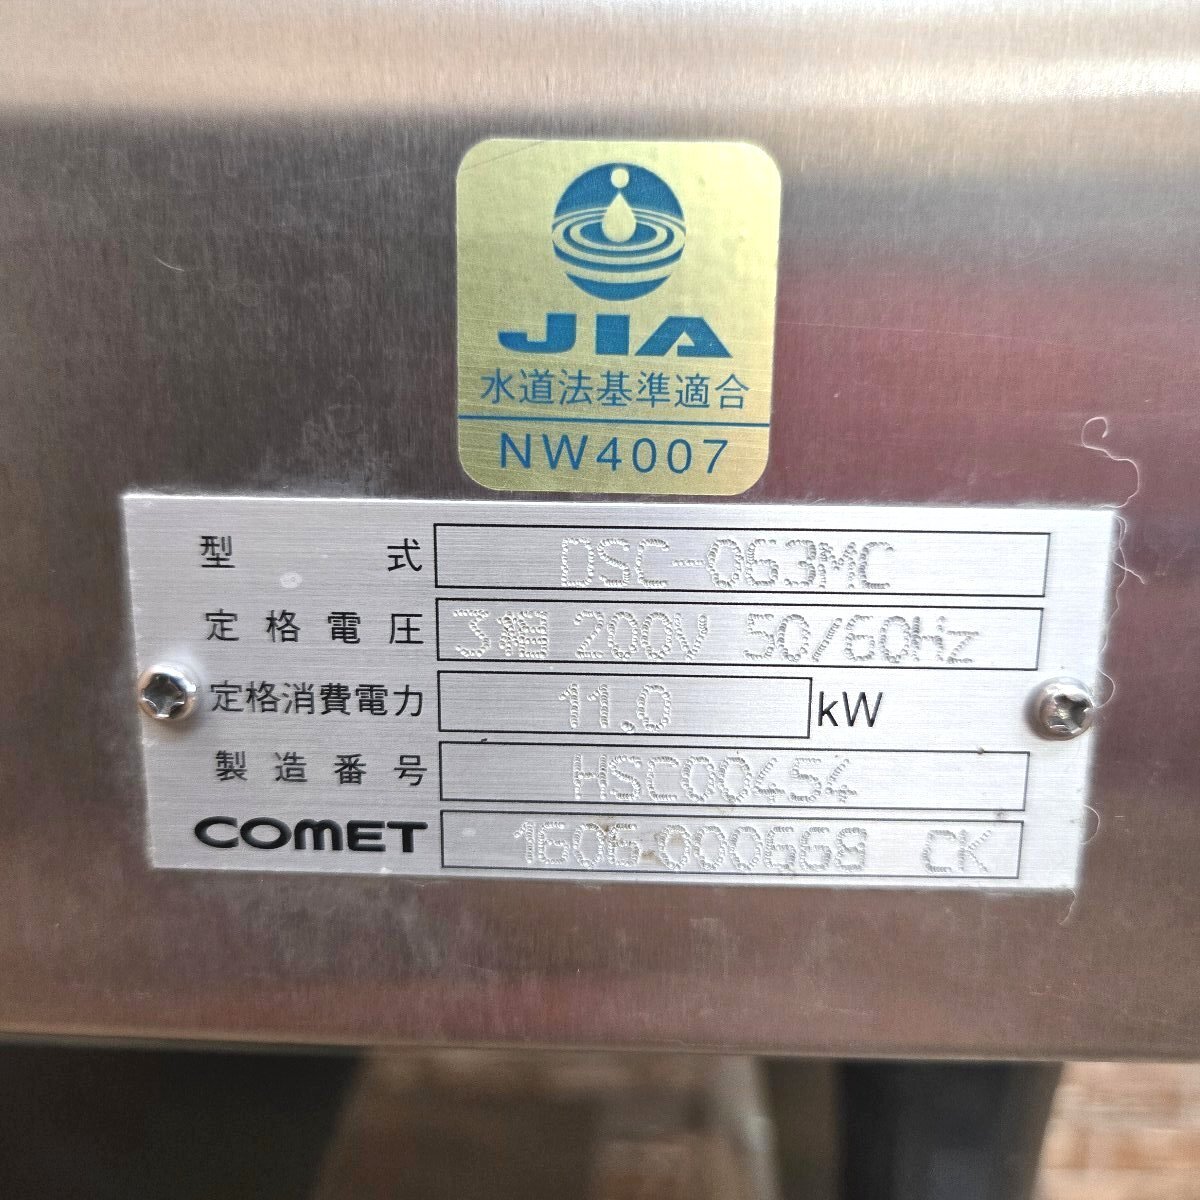 JIA
水道法基準適合
NW4007
型式 DSC-063MC
定格電圧 3相 200V 50/60Hz
定格消費電力 11.0 kW
製造番号 HSC00454
COMET 1605-000668 CK